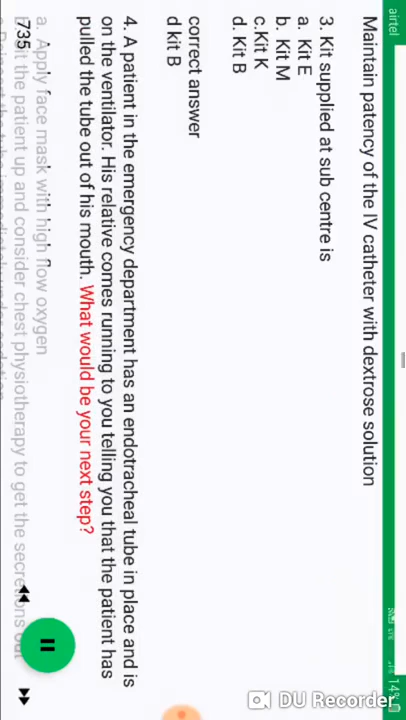 airtel
14%
Maintain patency of the IV catheter with dextrose solution
3. Kit supplied at sub centre is
a. Kit E
b. Kit M
c.Kit K
d. Kit B
correct answer
d kit B
4. A patient in the emergency department has an endotracheal tube in place and is
on the ventilator. His relative comes running to you telling you that the patient has
pulled the tube out of his mouth. What would be your next step?
a. Apply face mask with high flow oxygen
the patient up and consider chest physiotherapy to get the secretions out
735
DU Recorder